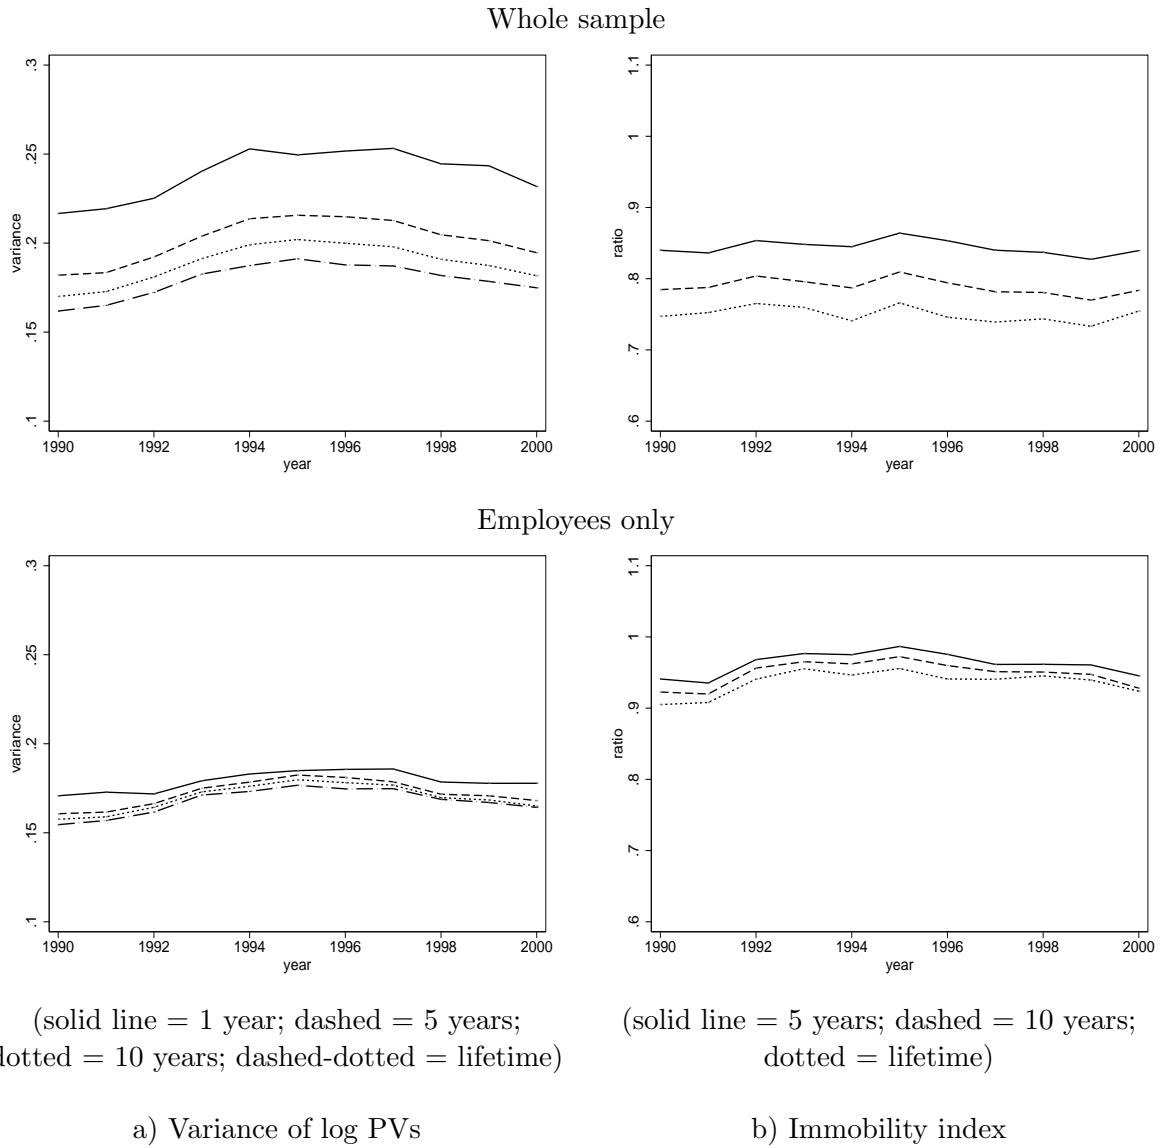 Whole sample
.3
.25
.2
.15
.1
variance
1990 1992 1994 1996 1998 2000
year
1.1
1
.9
.8
.7
.6
ratio
1990 1992 1994 1996 1998 2000
year
Employees only
.3
.25
.2
.15
.1
variance
1990 1992 1994 1996 1998 2000
year
1.1
1
.9
.8
.7
.6
ratio
1990 1992 1994 1996 1998 2000
year
(solid line = 1 year; dashed = 5 years;
dotted = 10 years; dashed-dotted = lifetime)
(solid line = 5 years; dashed = 10 years;
dotted = lifetime)
a) Variance of log PVs
b) Immobility index